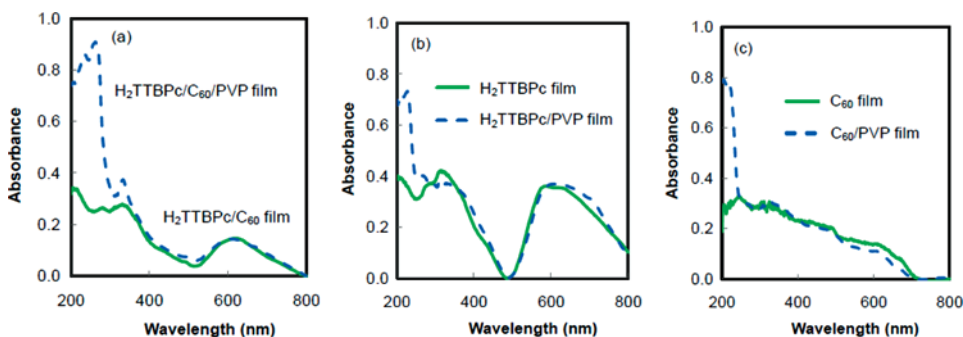 1.0
0.8
0.6
0.4
0.2
0.0
200 400 600 800
Absorbance
Wavelength (nm)
(a)
H₂TTBPc/C₆₀/PVP film
H₂TTBPc/C₆₀ film
1.0
0.8
0.6
0.4
0.2
0.0
200 400 600 800
Absorbance
Wavelength (nm)
(b)
H₂TTBPc film
H₂TTBPc/PVP film
1.0
0.8
0.6
0.4
0.2
0.0
200 400 600 800
Absorbance
Wavelength (nm)
(c)
C₆₀ film
C₆₀/PVP film